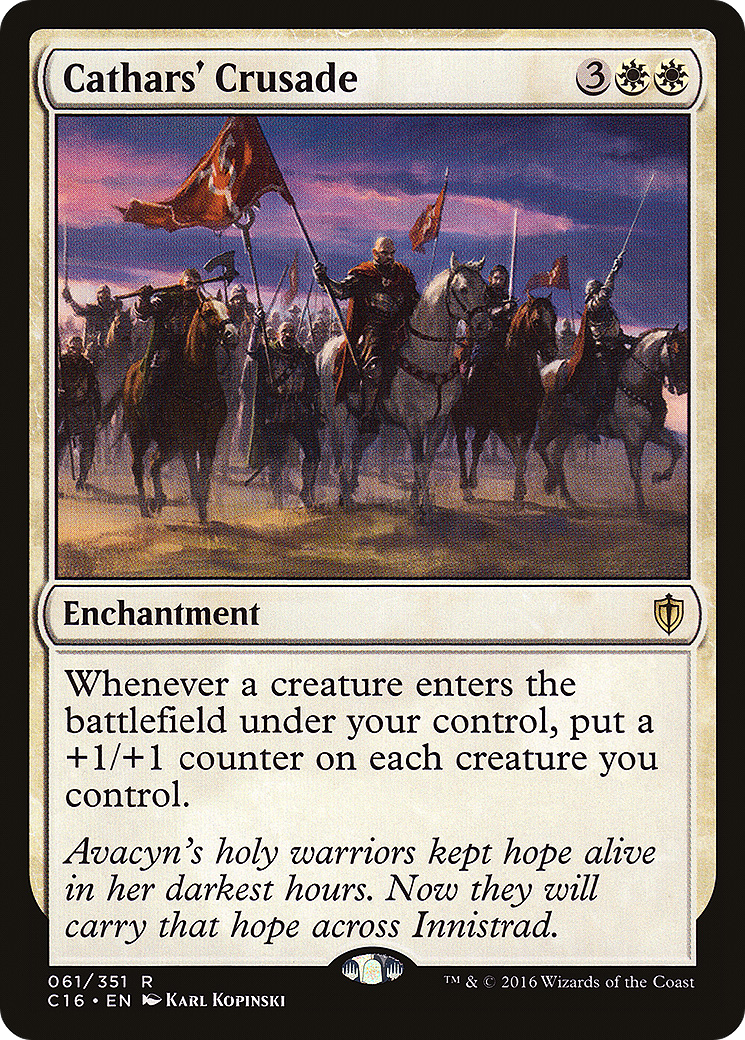 Cathars' Crusade 3
Enchantment
Whenever a creature enters the
battlefield under your control, put a
+1/+1 counter on each creature you
control.
Avacyn's holy warriors kept hope alive
in her darkest hours. Now they will
carry that hope across Innistrad.
061/351 R
C16 • EN Karl Kopinski
™ & © 2016 Wizards of the Coast